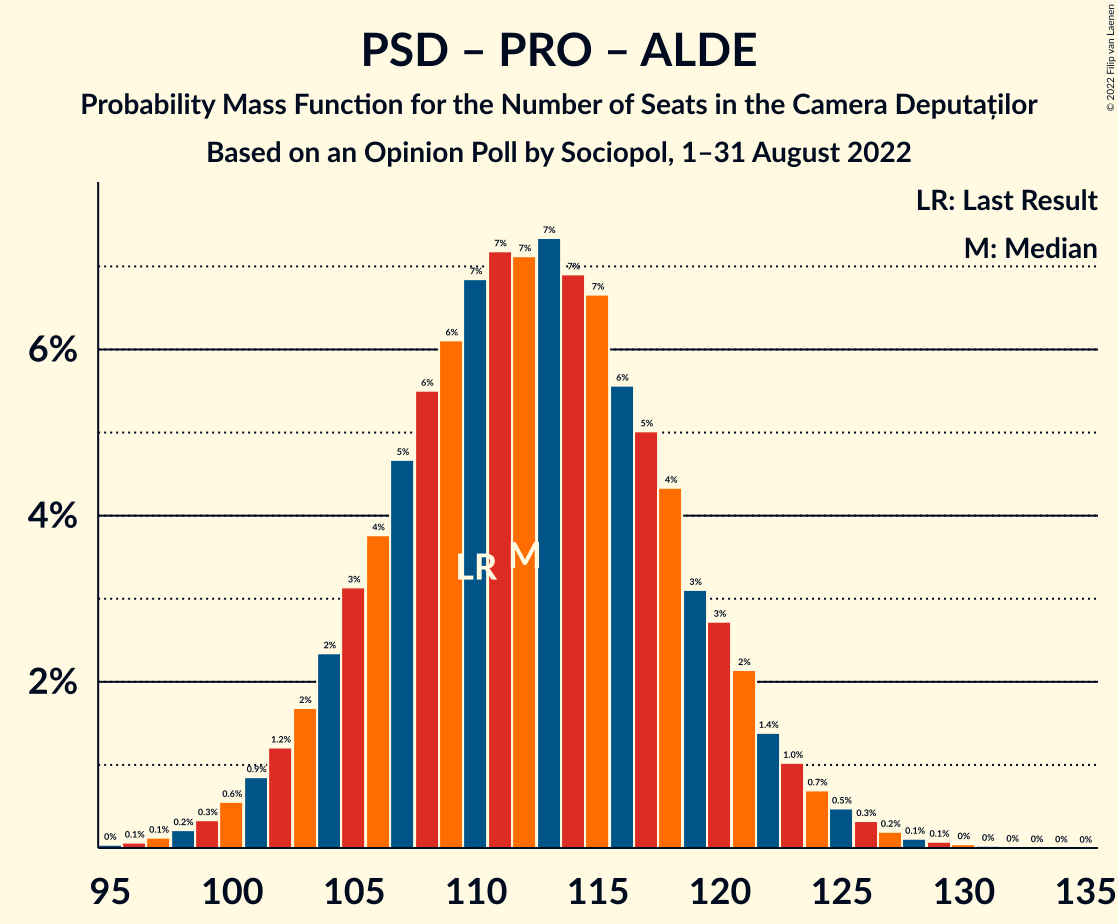 PSD – PRO – ALDE
Probability Mass Function for the Number of Seats in the Camera Deputaților
Based on an Opinion Poll by Sociopol, 1–31 August 2022
© 2022 Filip van Laenen
LR: Last Result
M: Median
6%
4%
2%
0% 0.1% 0.1% 0.2% 0.3% 0.6% 0.9% 1.2% 2% 2% 3% 4% 5% 6% 6% 7% 7% 7% 7% 7% 7% 6% 5% 4% 3% 3% 2% 1.4% 1.0% 0.7% 0.5% 0.3% 0.2% 0.1% 0.1% 0% 0% 0% 0% 0% 0%
LR M
95 100 105 110 115 120 125 130 135